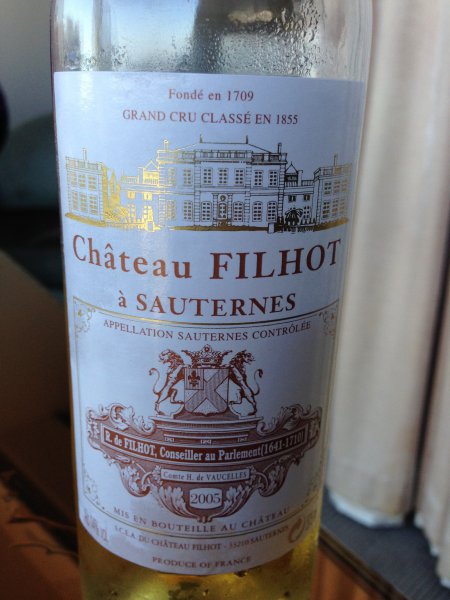 Fondé en 1709
GRAND CRU CLASSÉ EN 1855
Château FILHOT
à SAUTERNES
APPELLATION SAUTERNES CONTRÔLÉE
R. de FILHOT, Conseiller au Parlement (1641-1710)
Comte H. de VAUCELLES
2005
MIS EN BOUTEILLE AU CHÂTEAU
S.C.E.A. DU CHÂTEAU FILHOT - 33210 SAUTERNES
PRODUCE OF FRANCE